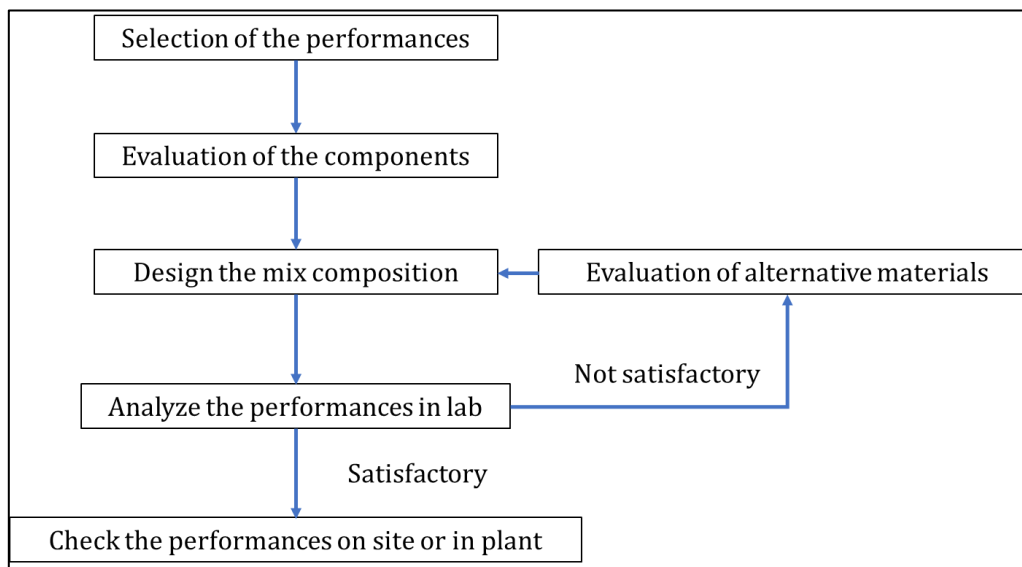 Selection of the performances
Evaluation of the components
Design the mix composition
Evaluation of alternative materials
Not satisfactory
Analyze the performances in lab
Satisfactory
Check the performances on site or in plant